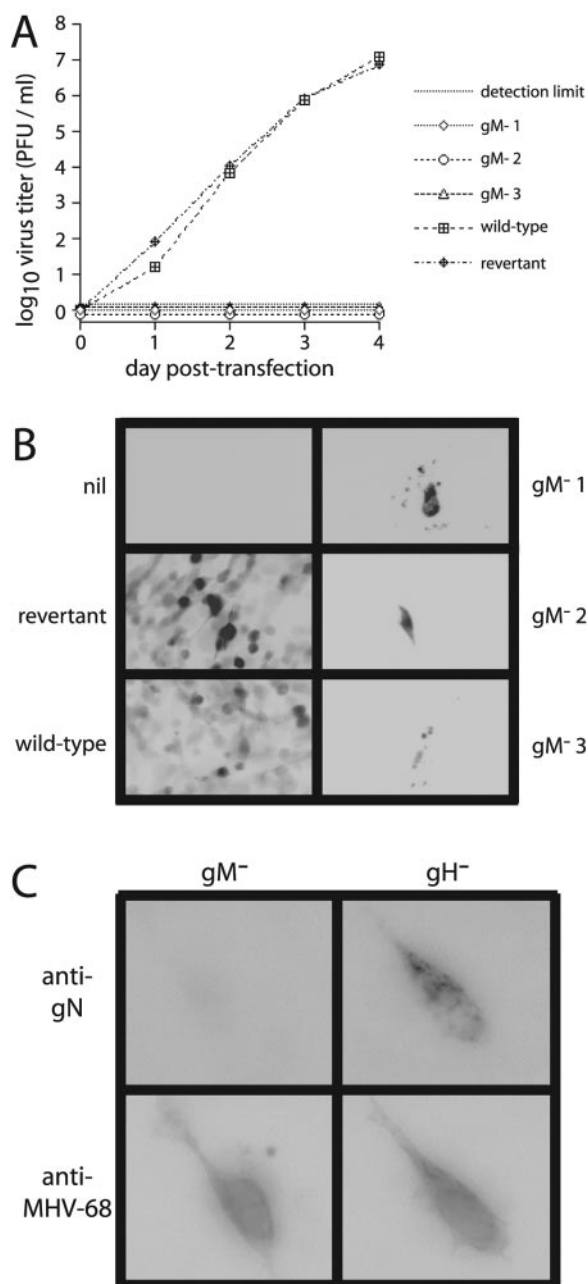 A
log10 virus titer (PFU / ml)
8
7
6
5
4
3
2
1
0
0 1 2 3 4
day post-transfection
detection limit
gM- 1
gM- 2
gM- 3
wild-type
revertant
B
nil
gM⁻ 1
revertant
gM⁻ 2
wild-type
gM⁻ 3
C
gM⁻ gH⁻
anti-
gN
anti-
MHV-68